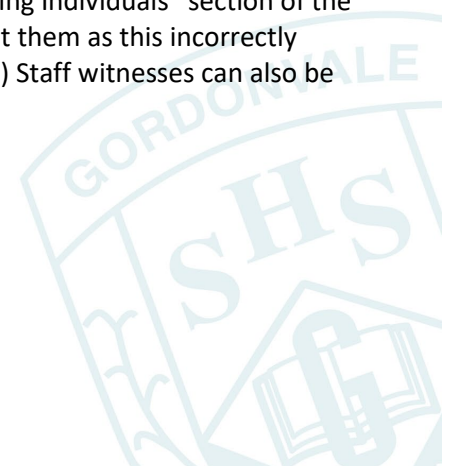 ing individuals" section of the
t them as this incorrectly
) Staff witnesses can also be
GORDONVALE
SHS
G